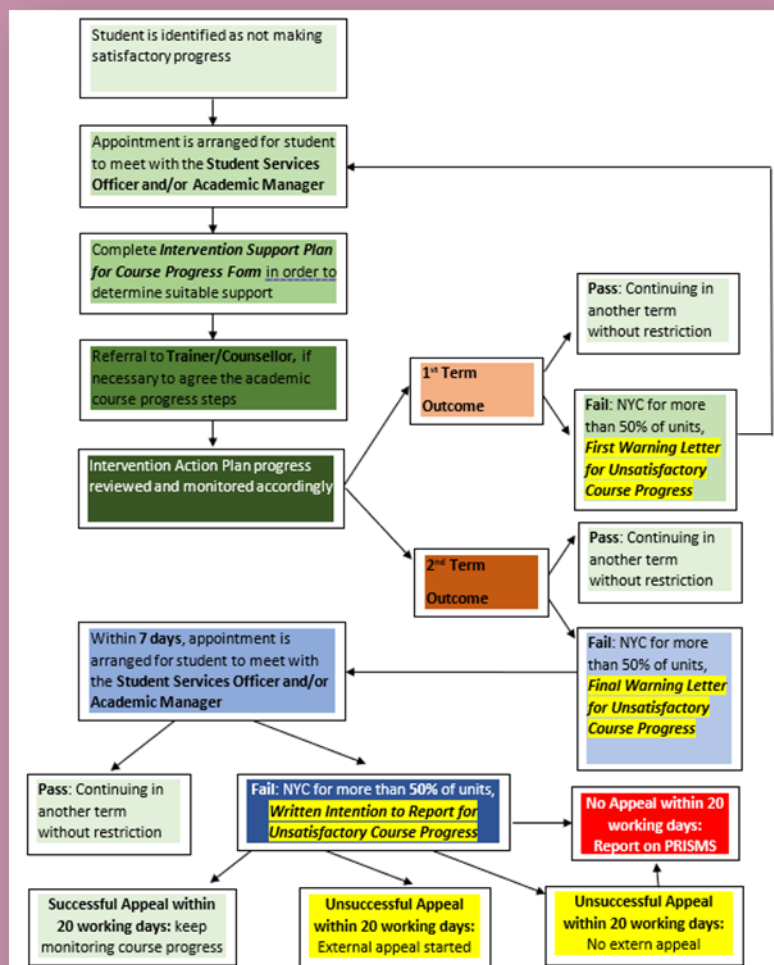 Student is identified as not making
satisfactory progress
Appointment is arranged for student
to meet with the Student Services
Officer and/or Academic Manager
Complete Intervention Support Plan
for Course Progress Form in order to
determine suitable support
Referral to Trainer/Counsellor, if
necessary to agree the academic
course progress steps
Intervention Action Plan progress
reviewed and monitored accordingly
1st Term
Outcome
Pass: Continuing in
another term
without restriction
Fail: NYC for more
than 50% of units,
First Warning Letter
for Unsatisfactory
Course Progress
2nd Term
Outcome
Pass: Continuing in
another term
without restriction
Fail: NYC for more
than 50% of units,
Final Warning Letter
for Unsatisfactory
Course Progress
Within 7 days, appointment is
arranged for student to meet with
the Student Services Officer and/or
Academic Manager
Pass: Continuing in
another term
without restriction
Fail: NYC for more than 50% of units,
Written Intention to Report for
Unsatisfactory Course Progress
No Appeal within 20
working days:
Report on PRISMS
Successful Appeal within
20 working days: keep
monitoring course progress
Unsuccessful Appeal
within 20 working days:
External appeal started
Unsuccessful Appeal
within 20 working days:
No extern appeal